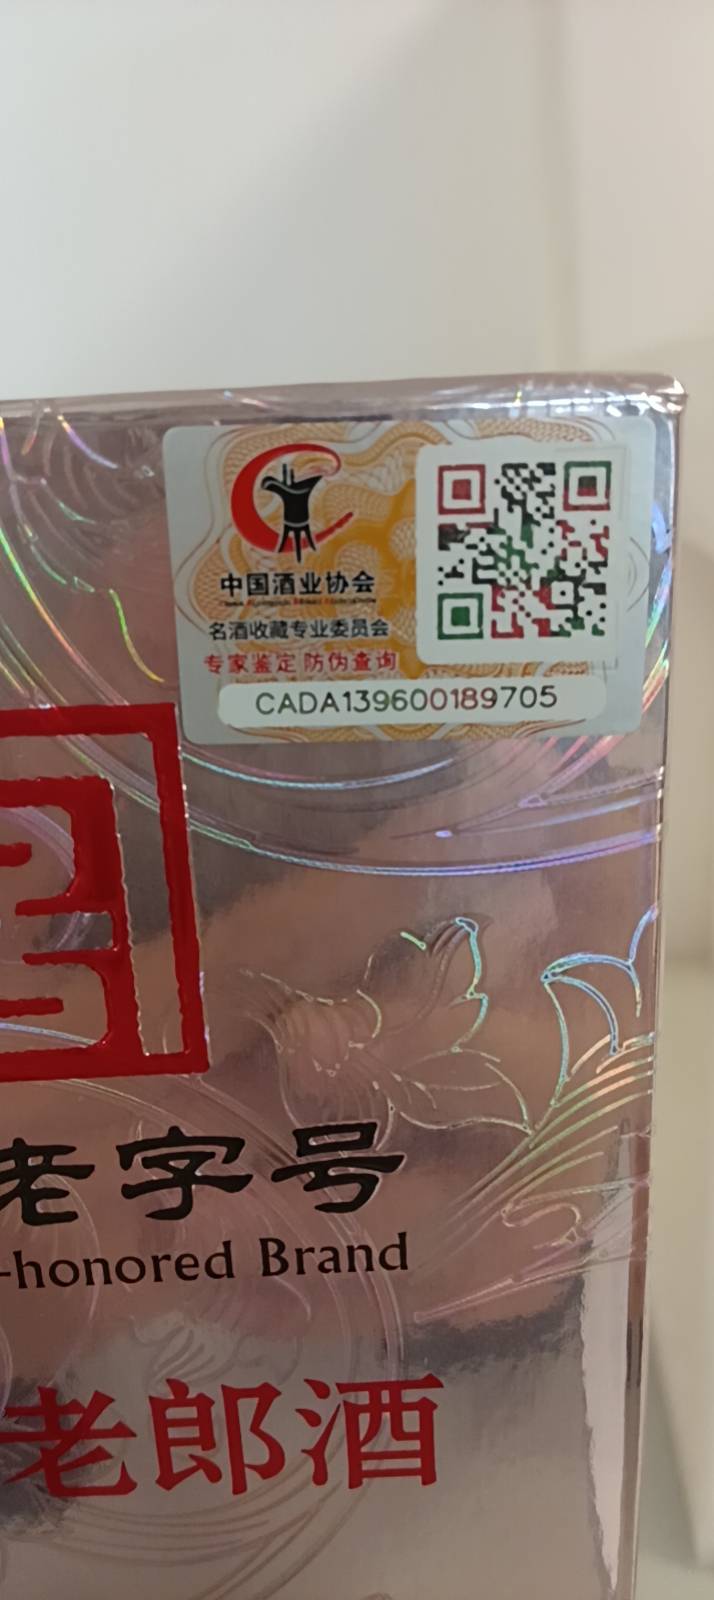 中国酒业协会
名酒收藏专业委员会
专家鉴定 防伪查询
CADA139600189705
老字号
-honored Brand
老郎酒